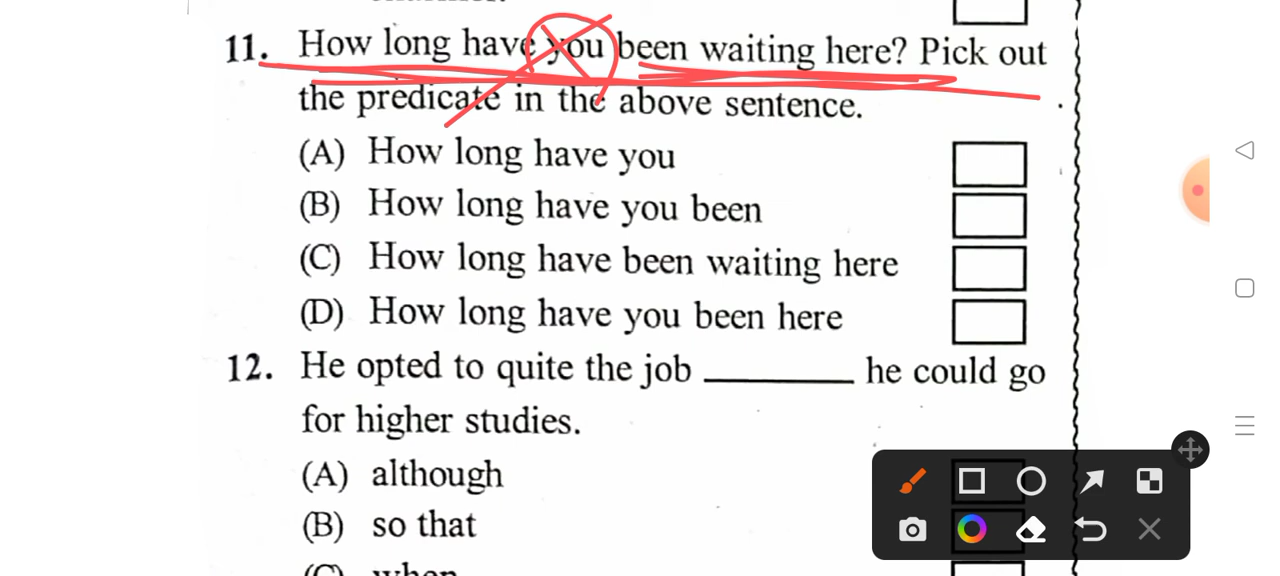 11. How long have you been waiting here? Pick out
the predicate in the above sentence.
(A) How long have you
(B) How long have you been
(C) How long have been waiting here
(D) How long have you been here
12. He opted to quite the job ________ he could go
for higher studies.
(A) although
(B) so that
(C) when